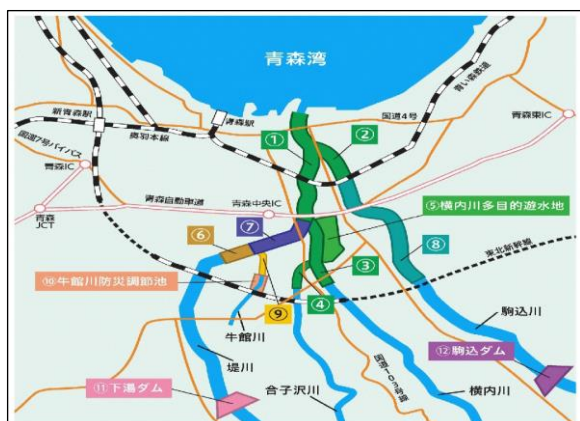 青森湾
新青森駅
青森駅
奥羽本線
国道4号
青い森鉄道
青森東IC
国道7号バイパス
青森IC
①
②
青森自動車道
青森中央IC
青森JCT
⑤横内川多目的遊水地
⑥
⑦
⑧
東北新幹線
③
⑩牛館川防災調節池
④
⑨
牛館川
駒込川
⑫駒込ダム
堤川
国道103号線
⑪下湯ダム
合子沢川
横内川